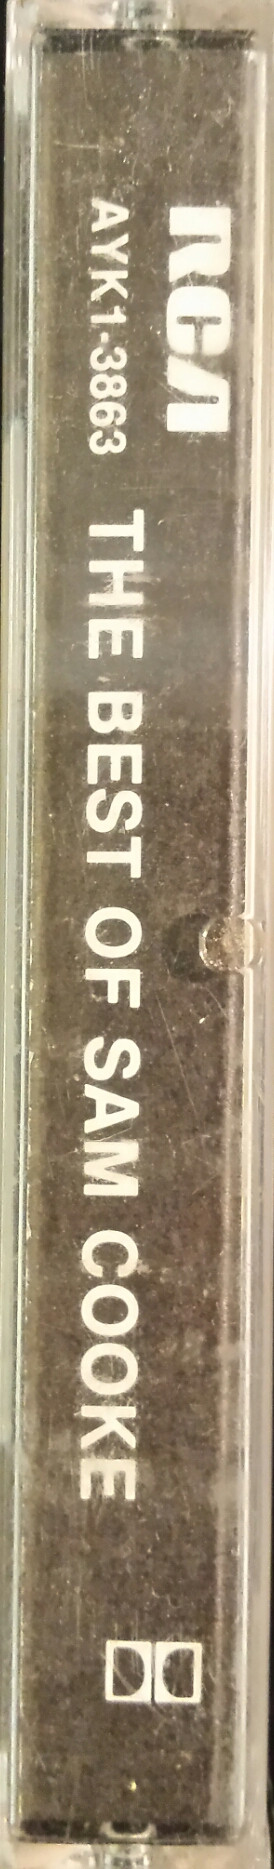 RCA
AYK1-3863
THE BEST OF SAM COOKE